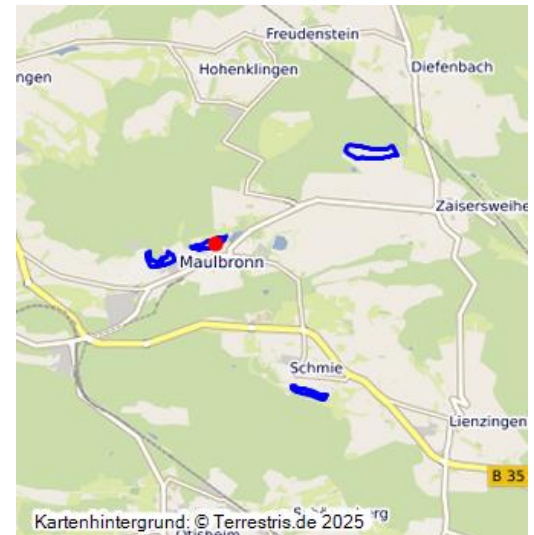 Freudenstein
Hohenklingen
Diefenbach
ngen
Zaisersweihe
Maulbronn
Schmie
Lienzingen
B 35
Kartenhintergrund: © Terrestris.de 2025